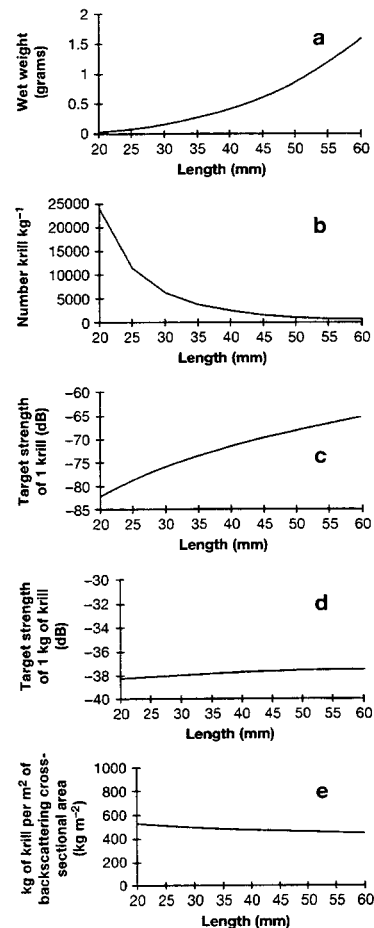 a
Wet weight
(grams)
2
1.5
1
0.5
0
20 25 30 35 40 45 50 55 60
Length (mm)
b
Number krill kg⁻¹
25000
20000
15000
10000
5000
0
20 25 30 35 40 45 50 55 60
Length (mm)
c
Target strength
of 1 krill (dB)
−60
−65
−70
−75
−80
−85
20 25 30 35 40 45 50 55 60
Length (mm)
d
Target strength
of 1 kg of krill
(dB)
−30
−32
−34
−36
−38
−40
20 25 30 35 40 45 50 55 60
Length (mm)
e
kg of krill per m² of
backscattering cross-
sectional area
(kg m⁻²)
1000
800
600
400
200
0
20 25 30 35 40 45 50 55 60
Length (mm)